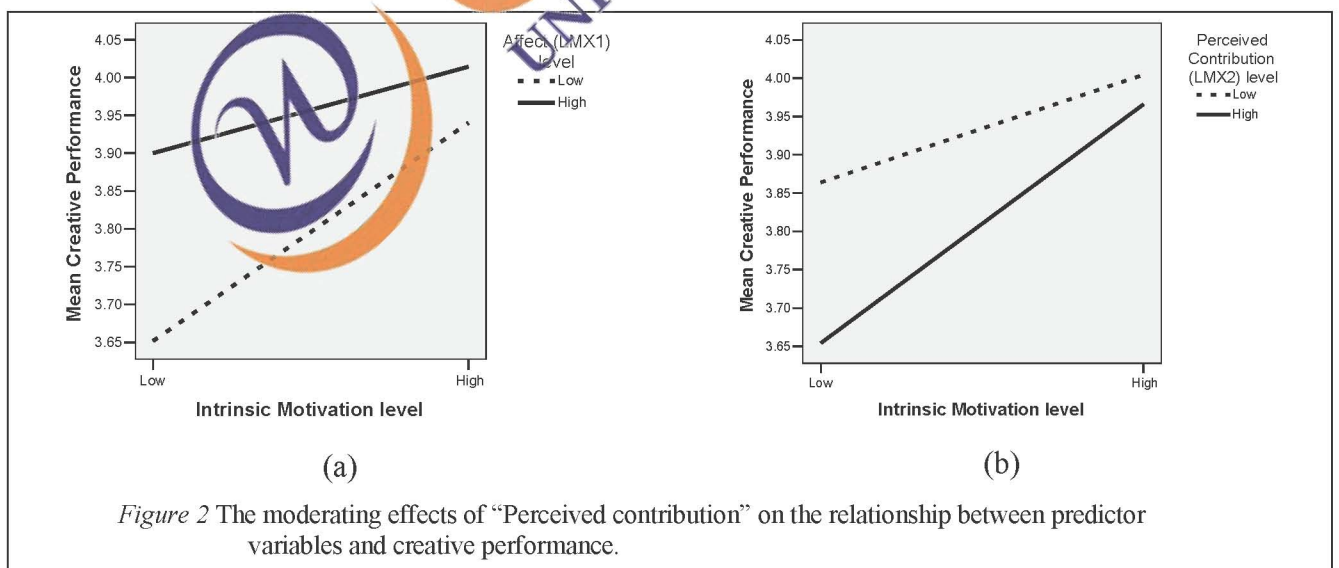 UNI
4.05
4.00
3.95
3.90
3.85
3.80
3.75
3.70
3.65
Mean Creative Performance
Low
High
Intrinsic Motivation level
Affect (LMX1)
level
Low
High
(a)
4.05
4.00
3.95
3.90
3.85
3.80
3.75
3.70
3.65
Mean Creative Performance
Low
High
Intrinsic Motivation level
Perceived
Contribution
(LMX2) level
Low
High
(b)
Figure 2 The moderating effects of “Perceived contribution” on the relationship between predictor
variables and creative performance.